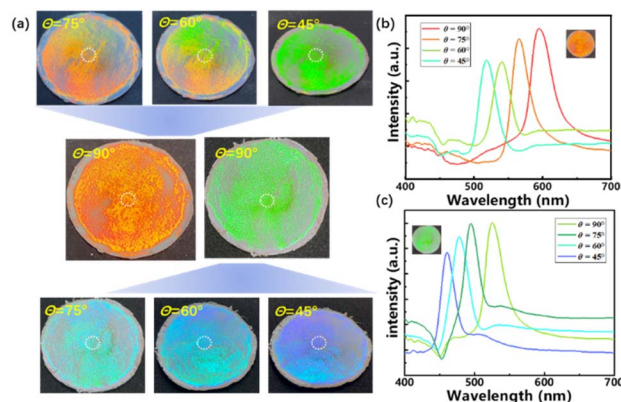 (a)
Θ=75°
Θ=60°
Θ=45°
Θ=90°
Θ=90°
Θ=75°
Θ=60°
Θ=45°
(b)
Intensity (a.u.)
θ = 90°
θ = 75°
θ = 60°
θ = 45°
400
500
600
700
Wavelength (nm)
(c)
intensity (a.u.)
θ = 90°
θ = 75°
θ = 60°
θ = 45°
400
500
600
700
Wavelength (nm)